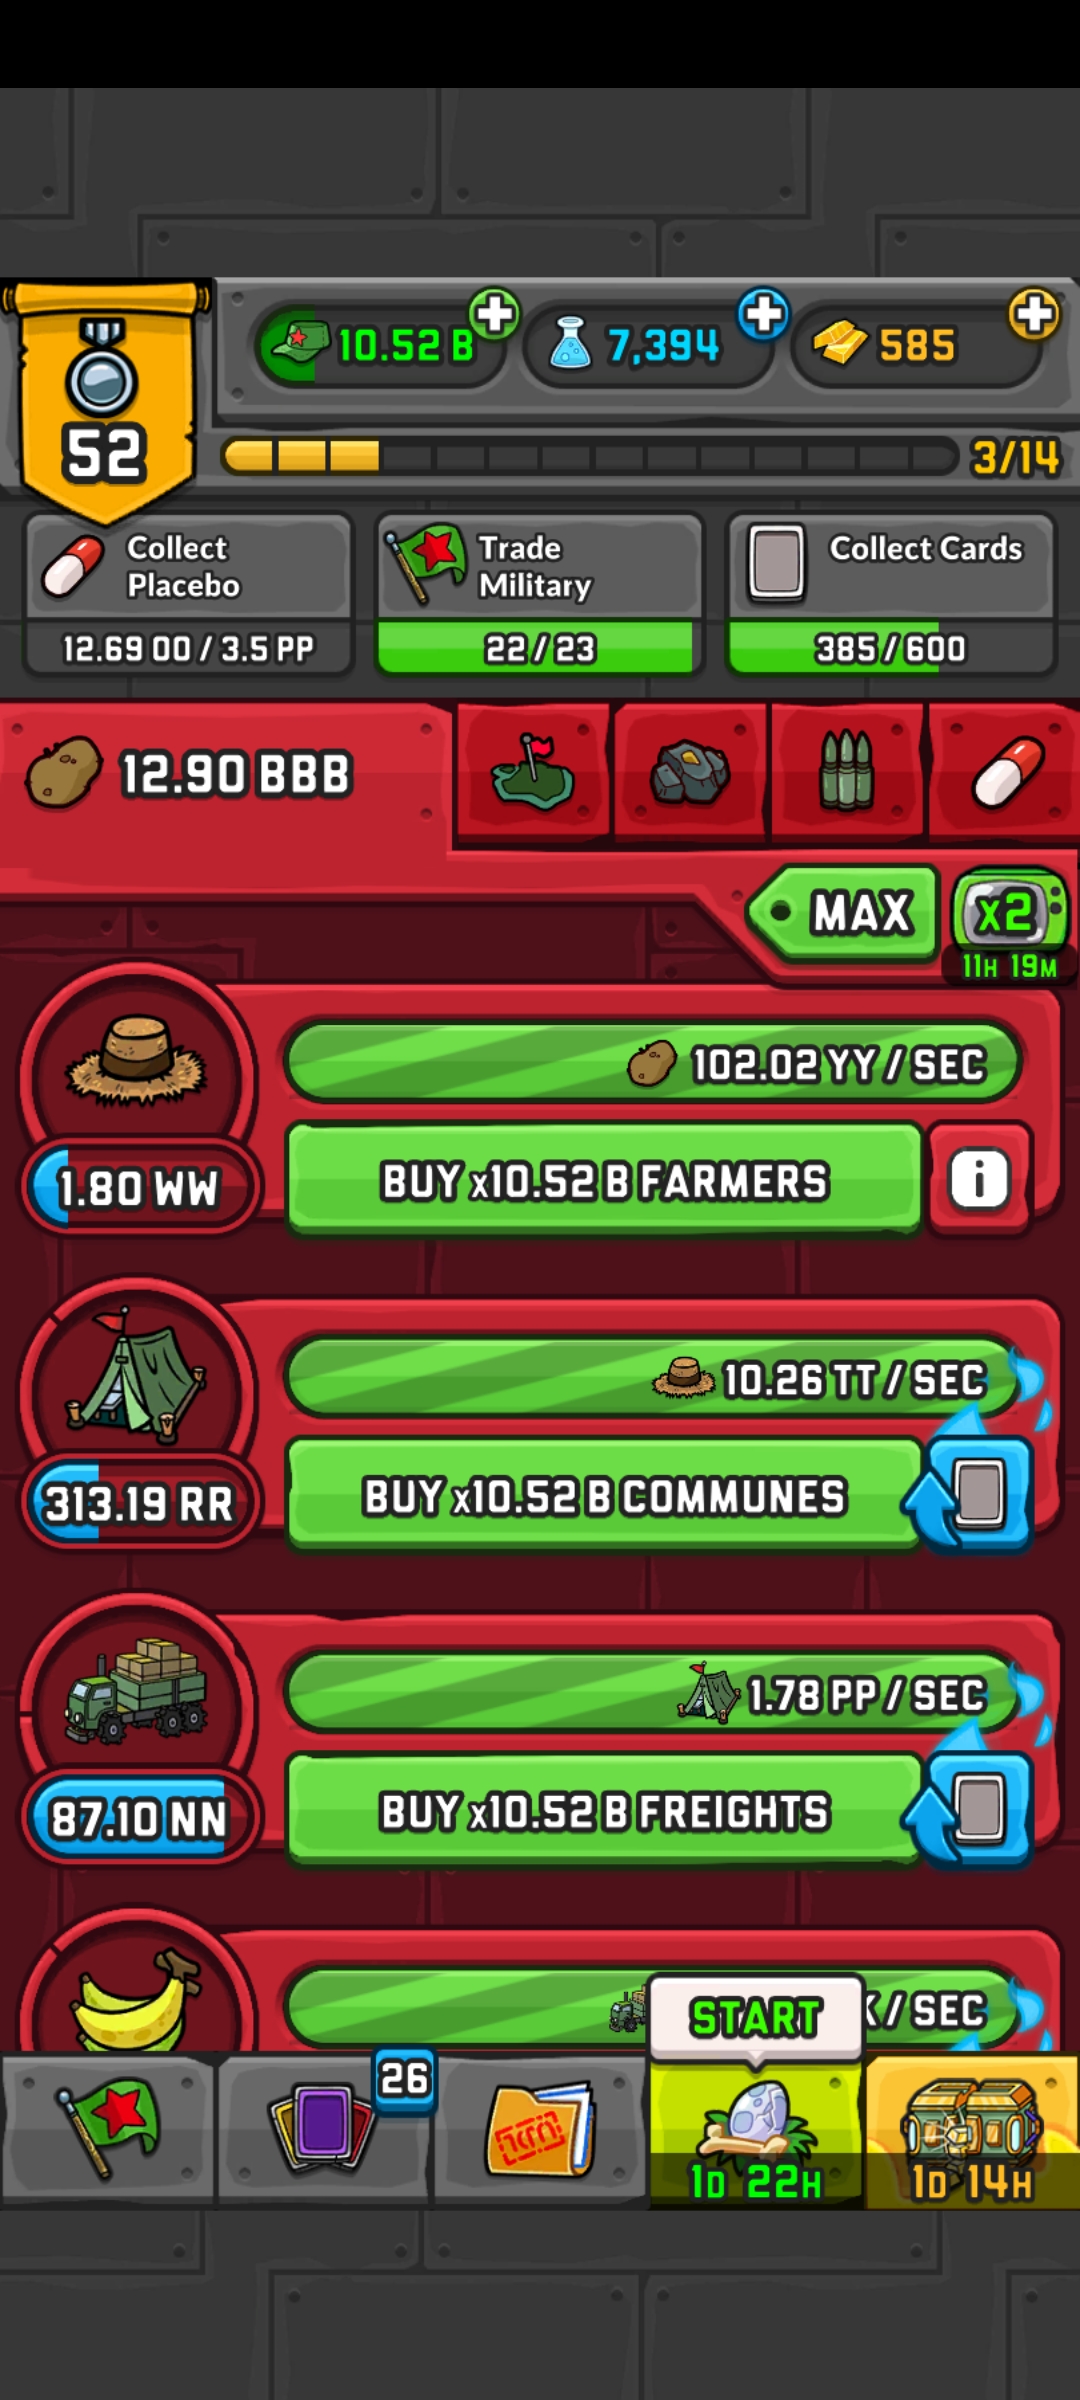 10.52 B
7,394
585
52
3/14
Collect
Placebo
12.69 OO / 3.5 PP
Trade
Military
22/23
Collect Cards
385/600
12.90 BBB
MAX
x2
11H 19M
102.02 YY / SEC
1.80 WW
BUY x10.52 B FARMERS
i
10.26 TT / SEC
313.19 RR
BUY x10.52 B COMMUNES
1.78 PP / SEC
87.10 NN
BUY x10.52 B FREIGHTS
/ SEC
START
26
1D 22H
1D 14H